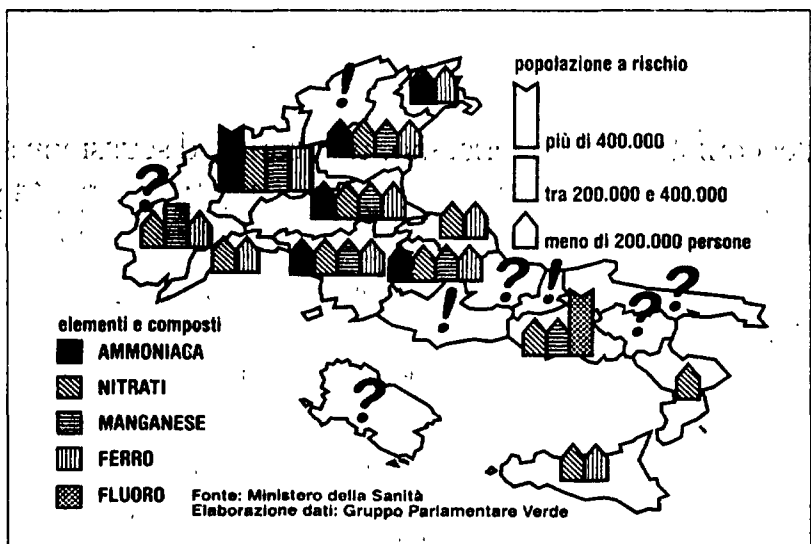 popolazione a rischio
più di 400.000
tra 200.000 e 400.000
meno di 200.000 persone
!
?
?
!
!
?
?
?
elementi e composti
AMMONIACA
NITRATI
MANGANESE
FERRO
FLUORO
Fonte: Ministero della Sanità
Elaborazione dati: Gruppo Parlamentare Verde